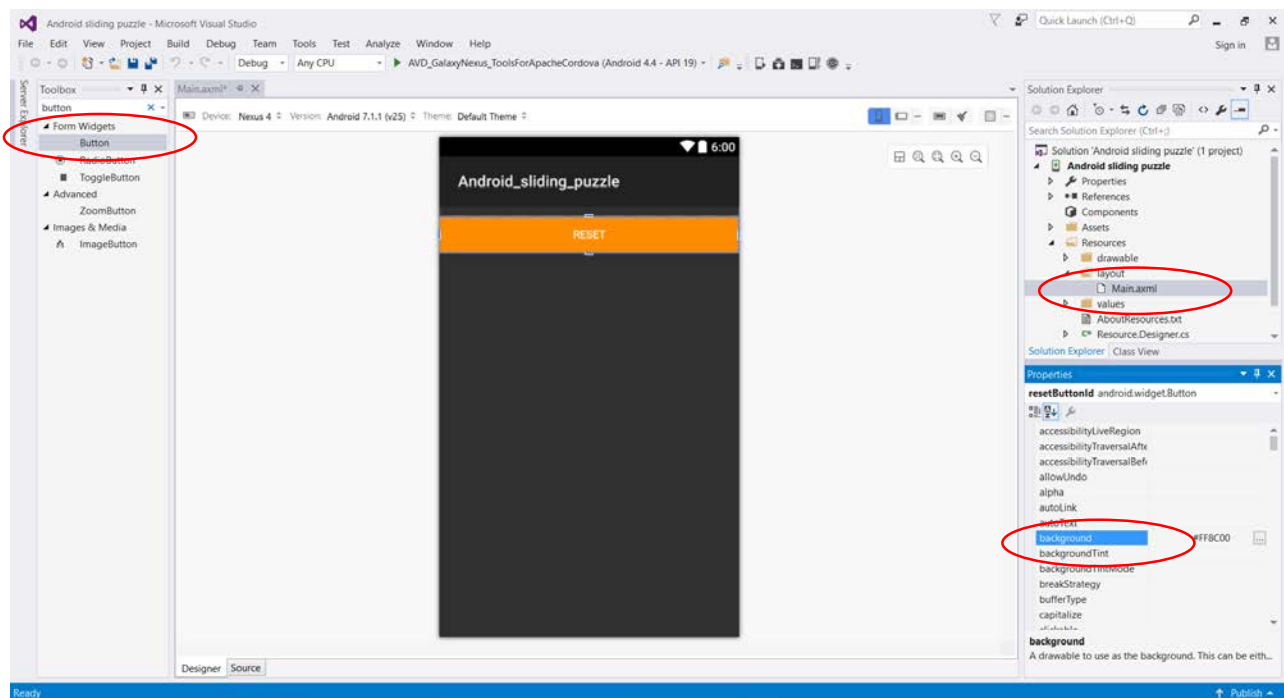 Android sliding puzzle - Microsoft Visual Studio
Quick Launch (Ctrl+Q)
File Edit View Project Build Debug Team Tools Test Analyze Window Help
Sign in
Debug Any CPU AVD_GalaxyNexus_ToolsForApacheCordova (Android 4.4 - API 19)
Server Explorer
Toolbox
button
Form Widgets
Button
RadioButton
ToggleButton
Advanced
ZoomButton
Images & Media
ImageButton
Main.axml*
Device: Nexus 4 Version: Android 7.1.1 (v25) Theme: Default Theme
6:00
Android_sliding_puzzle
RESET
Designer Source
Solution Explorer
Search Solution Explorer (Ctrl+;)
Solution 'Android sliding puzzle' (1 project)
Android sliding puzzle
Properties
References
Components
Assets
Resources
drawable
layout
Main.axml
values
AboutResources.txt
Resource.Designer.cs
Solution Explorer Class View
Properties
resetButtonId android.widget.Button
accessibilityLiveRegion
accessibilityTraversalAfte
accessibilityTraversalBefe
allowUndo
alpha
autoLink
autoText
background #FF8C00
backgroundTint
backgroundTintMode
breakStrategy
bufferType
capitalize
background
A drawable to use as the background. This can be eith...
Ready
Publish